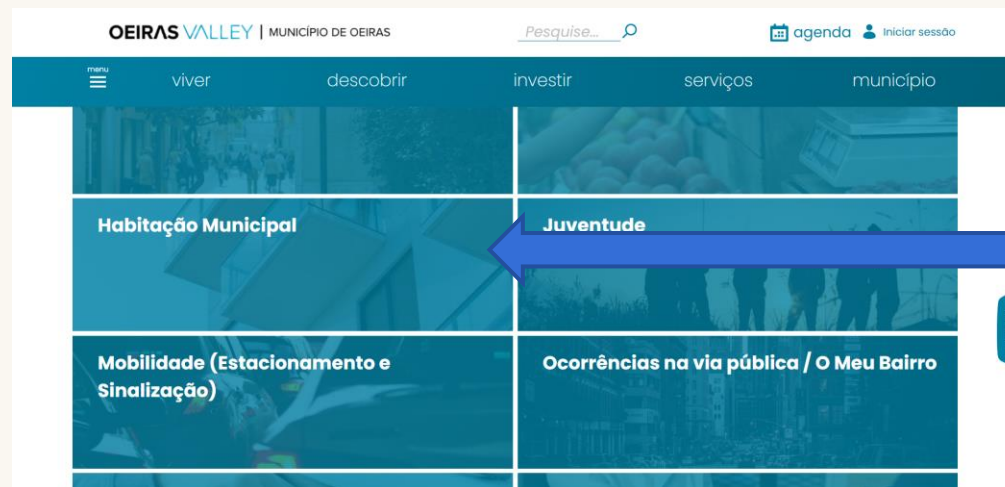 OEIRAS VALLEY | MUNICÍPIO DE OEIRAS
Pesquise...
agenda
Iniciar sessão
menu
viver
descobrir
investir
serviços
município
Habitação Municipal
Juventude
Mobilidade (Estacionamento e
Sinalização)
Ocorrências na via pública / O Meu Bairro